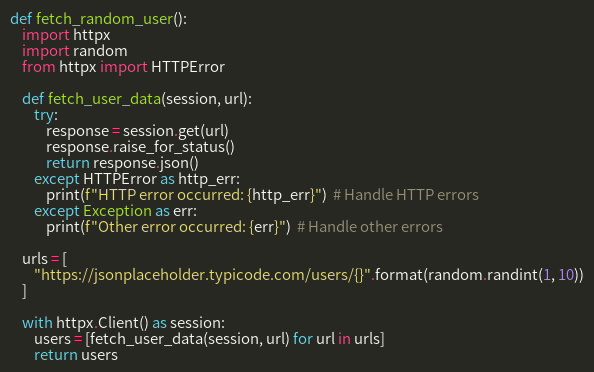 def fetch_random_user():
    import httpx
    import random
    from httpx import HTTPError

    def fetch_user_data(session, url):
        try:
            response = session.get(url)
            response.raise_for_status()
            return response.json()
        except HTTPError as http_err:
            print(f"HTTP error occurred: {http_err}")  # Handle HTTP errors
        except Exception as err:
            print(f"Other error occurred: {err}")  # Handle other errors

    urls = [
        "https://jsonplaceholder.typicode.com/users/{}".format(random.randint(1, 10))
    ]

    with httpx.Client() as session:
        users = [fetch_user_data(session, url) for url in urls]
        return users